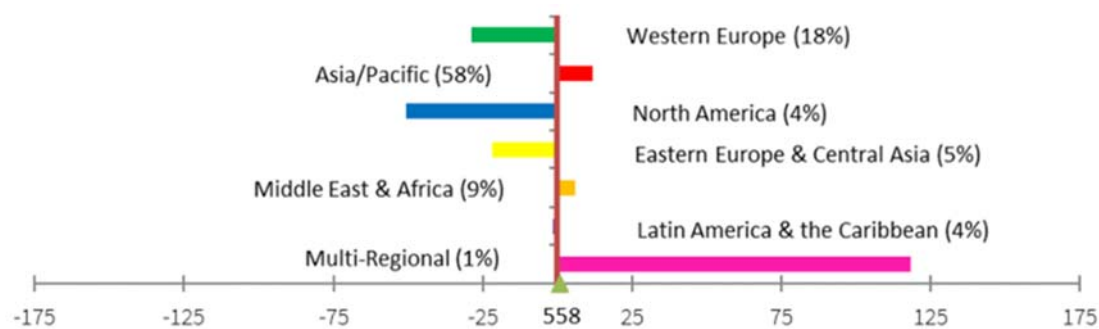 Western Europe (18%)
Asia/Pacific (58%)
North America (4%)
Eastern Europe & Central Asia (5%)
Middle East & Africa (9%)
Latin America & the Caribbean (4%)
Multi-Regional (1%)
-175 -125 -75 -25 558 25 75 125 175